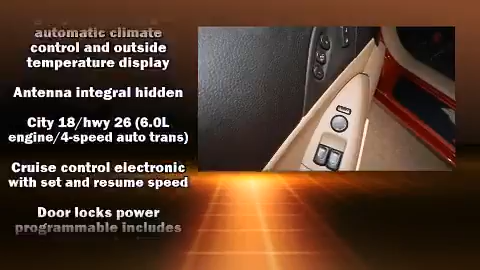 automatic climate
control and outside
temperature display
Antenna integral hidden
City 18/hwy 26 (6.0L
engine/4-speed auto trans)
Cruise control electronic
with set and resume speed
Door locks power
programmable includes